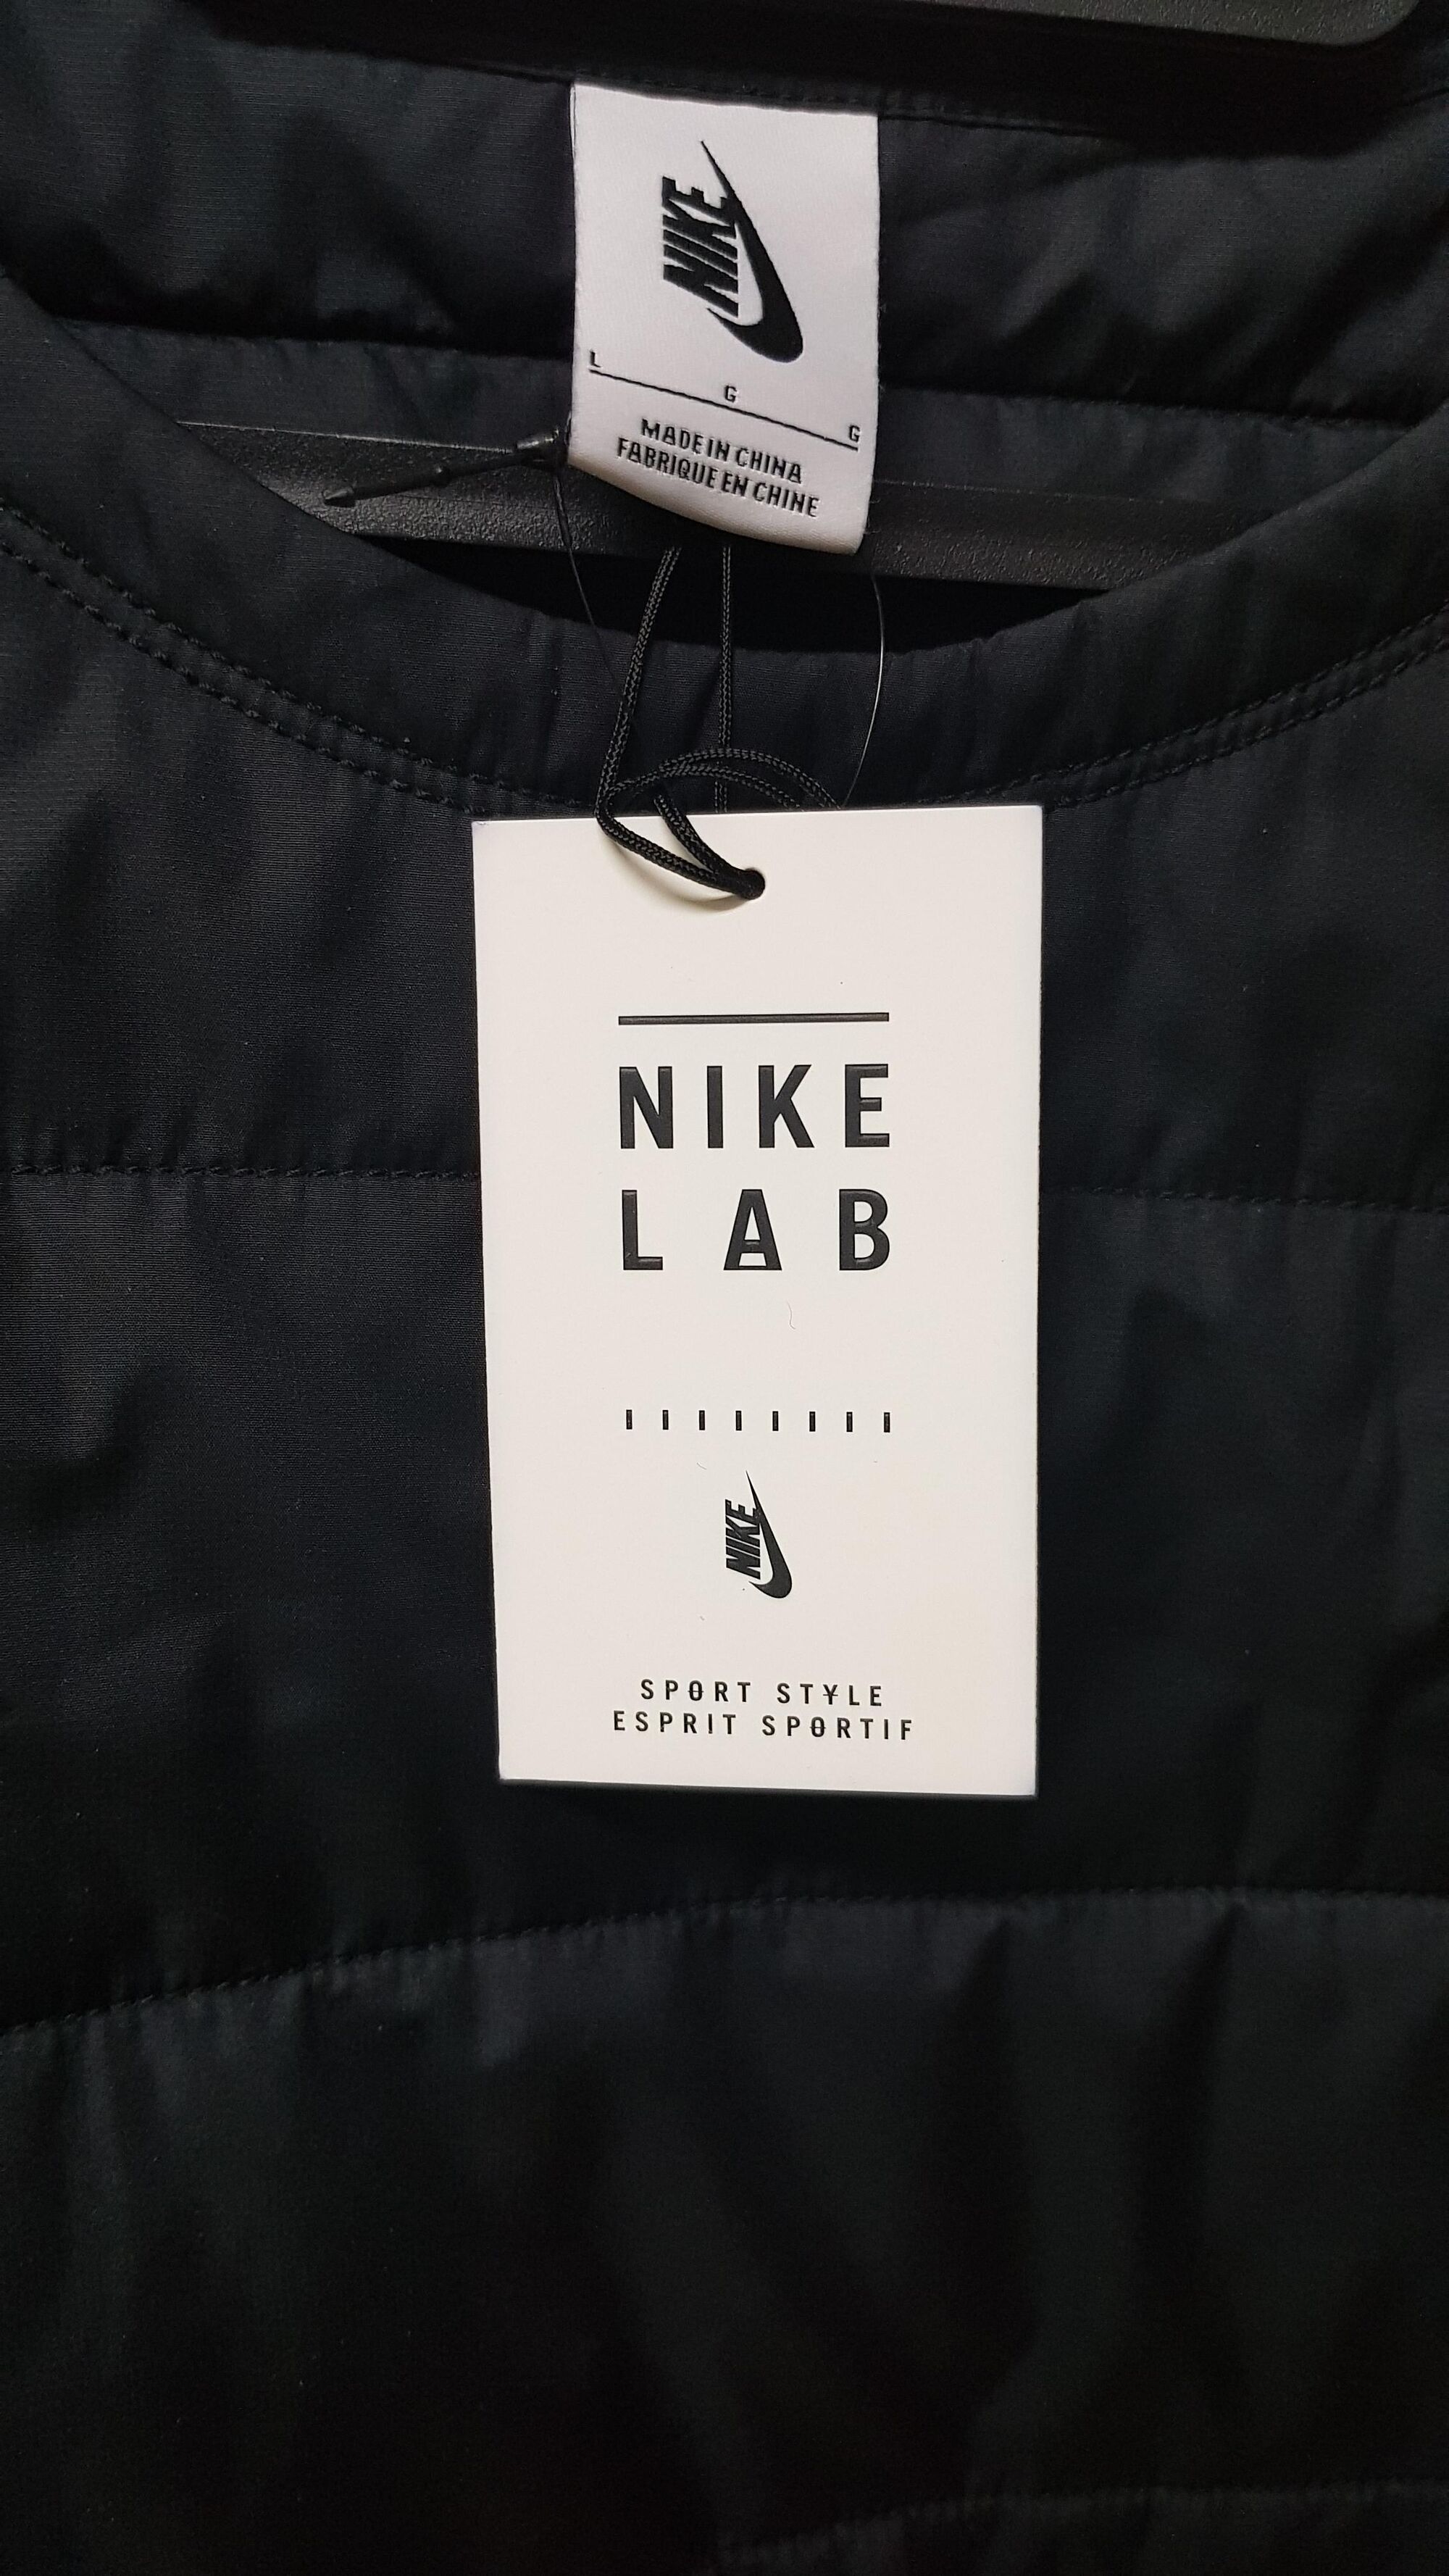 NIKE
L G G
MADE IN CHINA
FABRIQUE EN CHINE
NIKE
LAB
NIKE
SPORT STYLE
ESPRIT SPORTIF